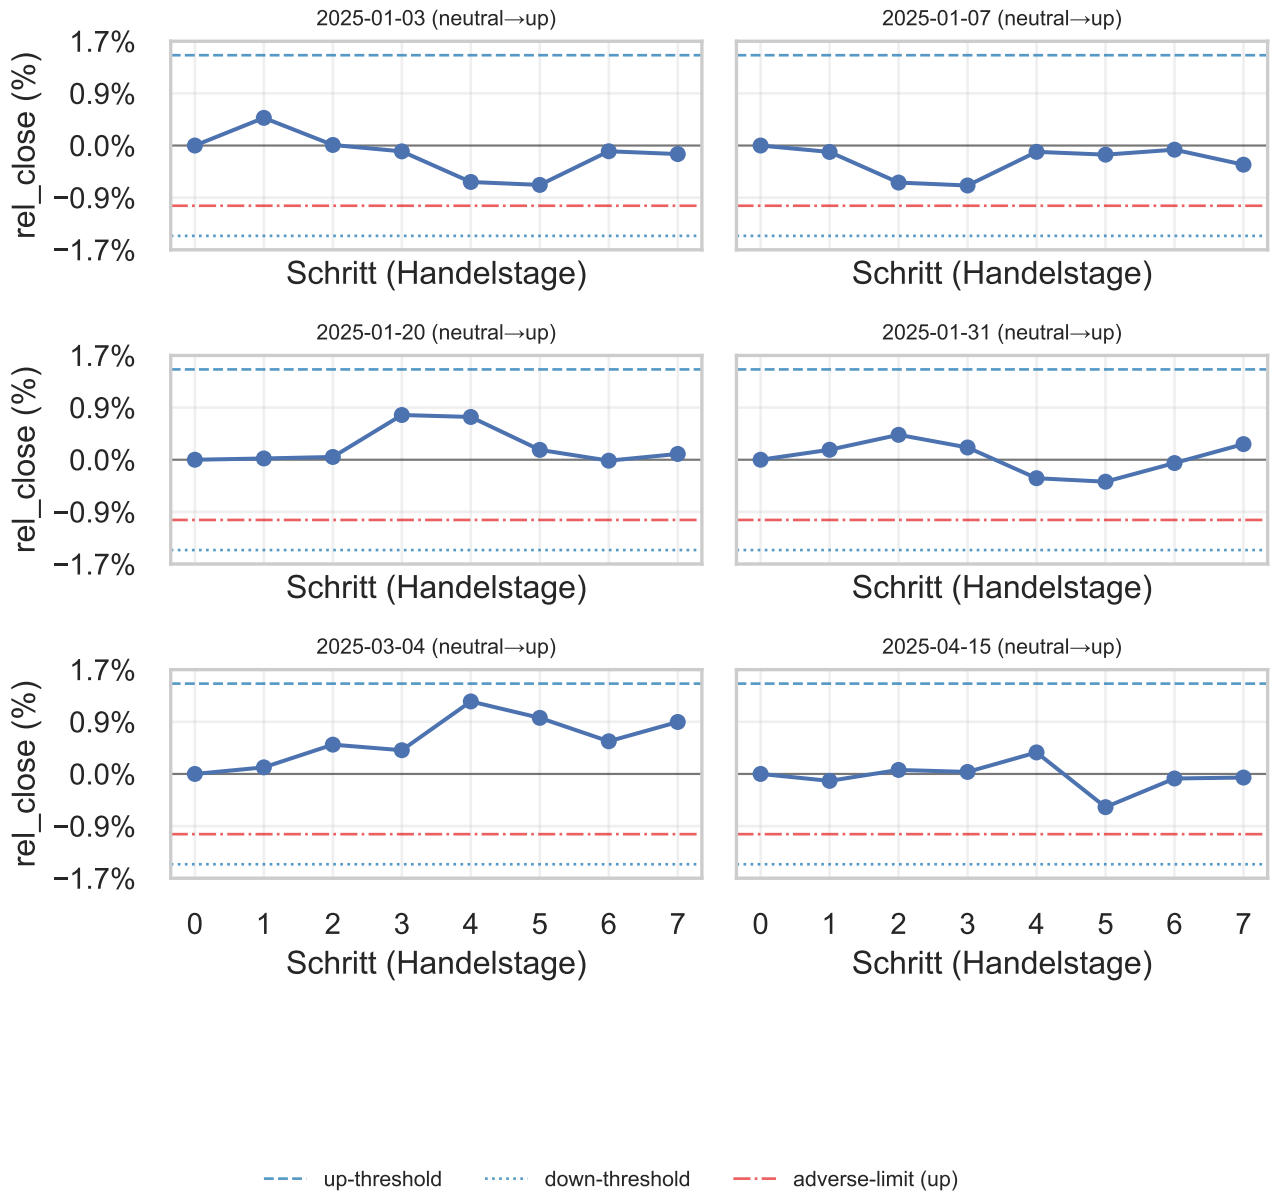 2025-01-03 (neutral→up)
2025-01-07 (neutral→up)
rel_close (%)
1.7%
0.9%
0.0%
−0.9%
−1.7%
Schritt (Handelstage)
Schritt (Handelstage)
2025-01-20 (neutral→up)
2025-01-31 (neutral→up)
rel_close (%)
1.7%
0.9%
0.0%
−0.9%
−1.7%
Schritt (Handelstage)
Schritt (Handelstage)
2025-03-04 (neutral→up)
2025-04-15 (neutral→up)
rel_close (%)
1.7%
0.9%
0.0%
−0.9%
−1.7%
0 1 2 3 4 5 6 7
0 1 2 3 4 5 6 7
Schritt (Handelstage)
Schritt (Handelstage)
up-threshold
down-threshold
adverse-limit (up)